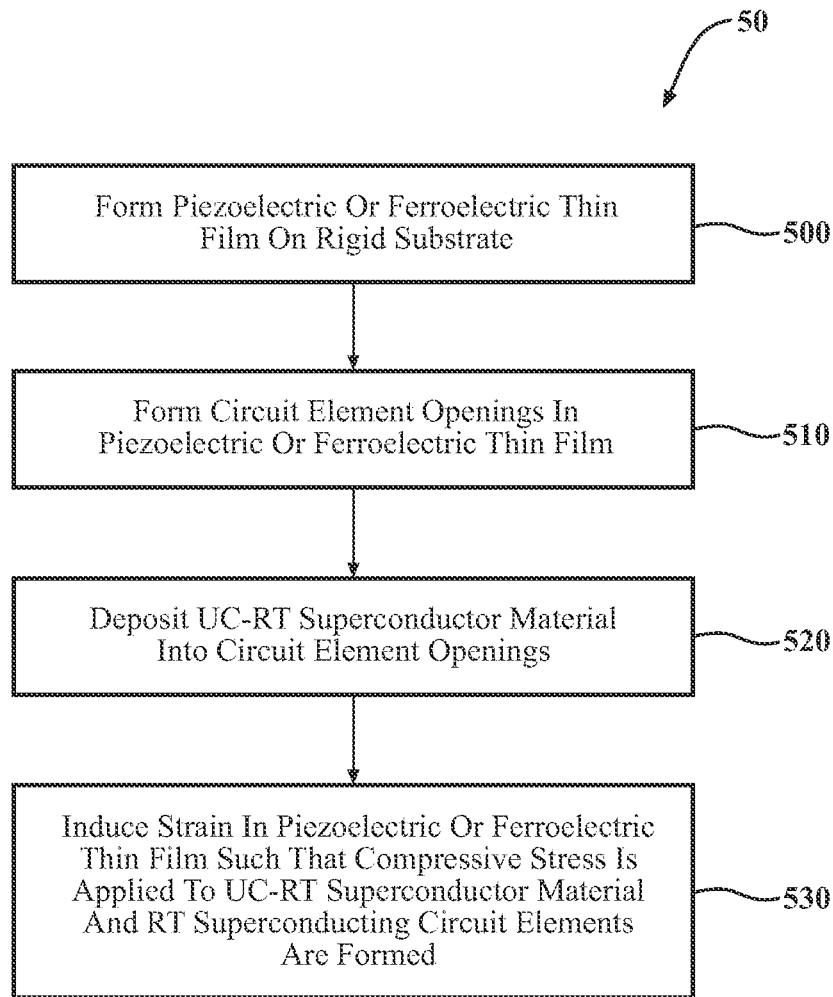 50
Form Piezoelectric Or Ferroelectric Thin
Film On Rigid Substrate
500
Form Circuit Element Openings In
Piezoelectric Or Ferroelectric Thin Film
510
Deposit UC-RT Superconductor Material
Into Circuit Element Openings
520
Induce Strain In Piezoelectric Or Ferroelectric
Thin Film Such That Compressive Stress Is
Applied To UC-RT Superconductor Material
And RT Superconducting Circuit Elements
Are Formed
530